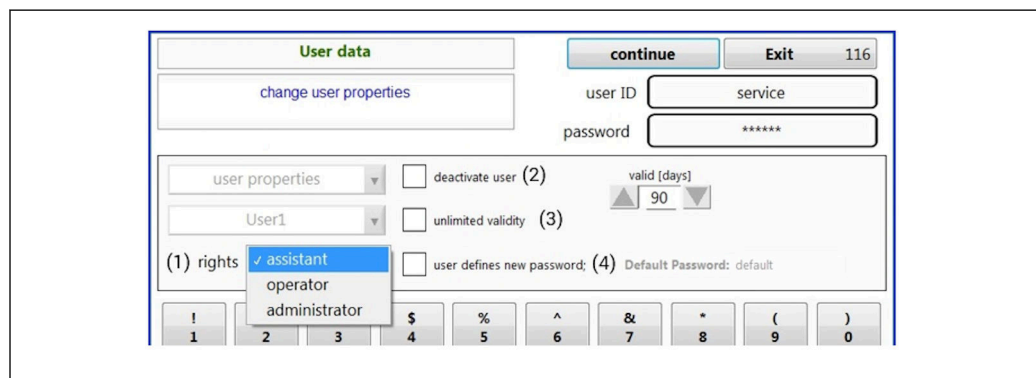 User data
continue
Exit 116
change user properties
user ID service
password ******
user properties
deactivate user (2)
valid [days]
90
User1
unlimited validity (3)
(1) rights
✓ assistant
operator
administrator
user defines new password; (4) Default Password: default
! $ % ^ & * ( )
1 2 3 4 5 6 7 8 9 0